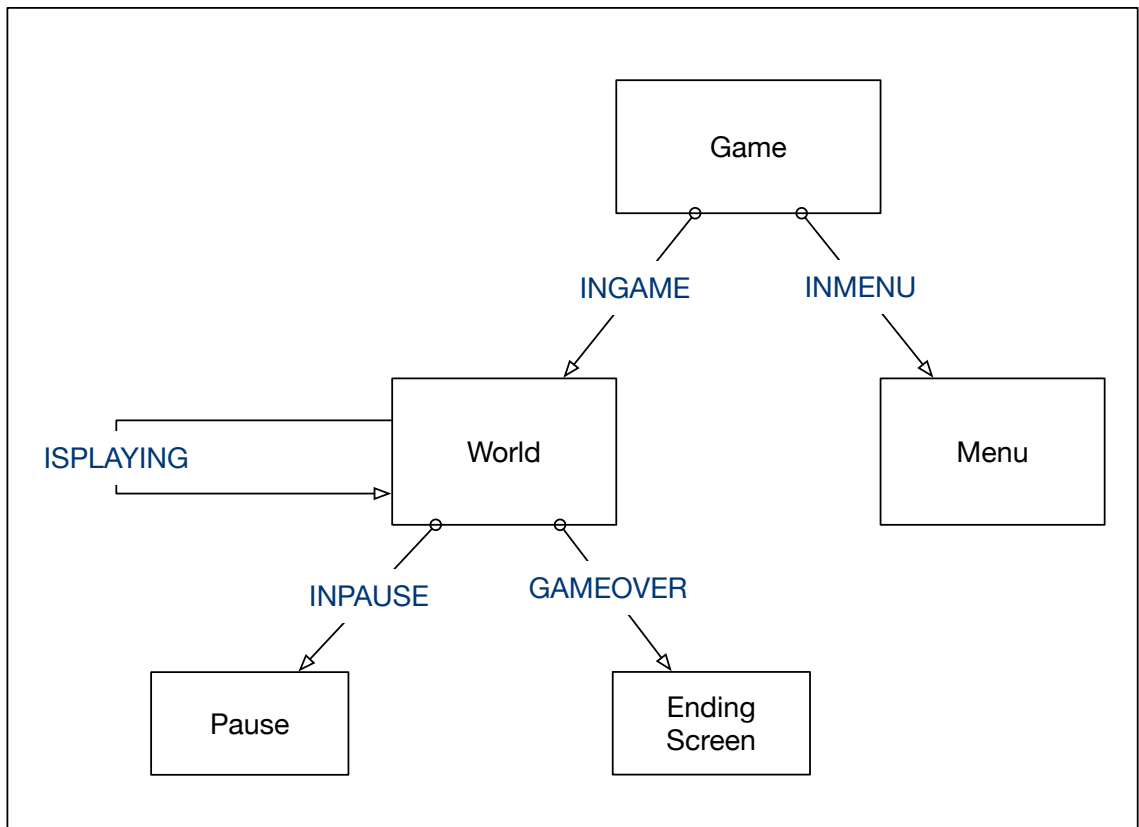 Game
INGAME
INMENU
World
Menu
ISPLAYING
INPAUSE
GAMEOVER
Pause
Ending
Screen